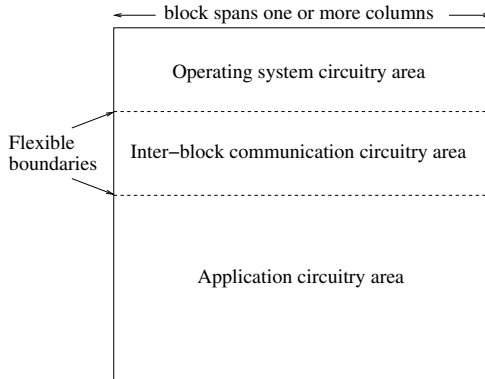 block spans one or more columns
Operating system circuitry area
Flexible
boundaries
Inter−block communication circuitry area
Application circuitry area